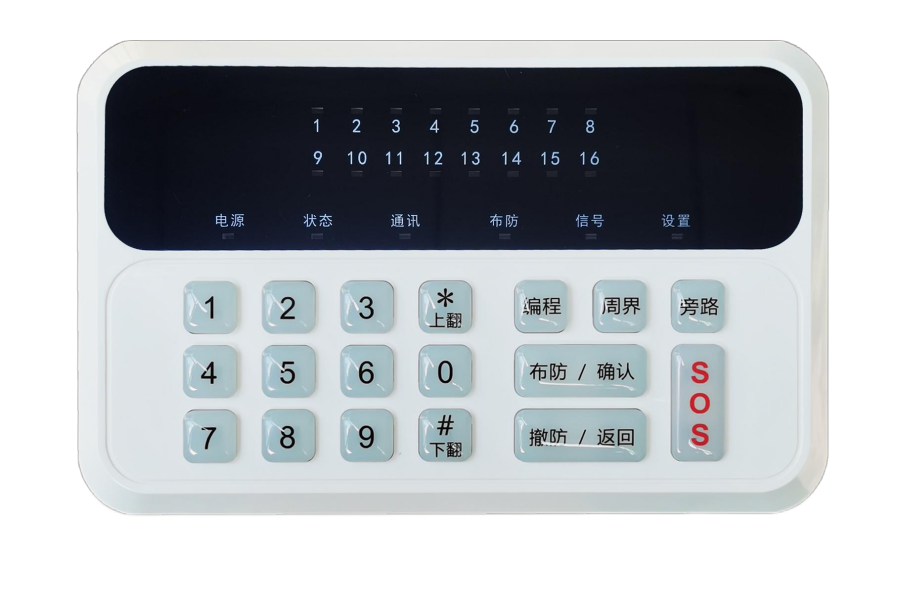 1 2 3 4 5 6 7 8
9 10 11 12 13 14 15 16
电源 状态 通讯 布防 信号 设置
1 2 3 * 编程 周界 旁路
上翻
4 5 6 0 布防 / 确认
7 8 9 # 撤防 / 返回
下翻
S
O
S